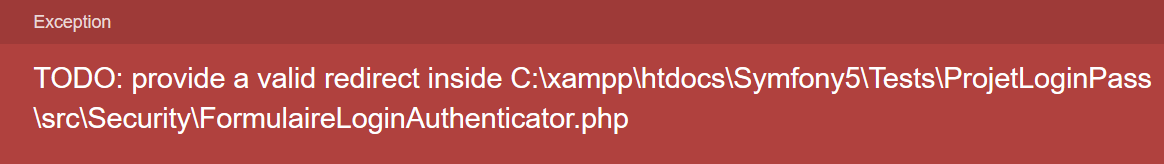 Exception
TODO: provide a valid redirect inside C:\xampp\htdocs\Symfony5\Tests\ProjetLoginPass
\src\Security\FormulaireLoginAuthenticator.php